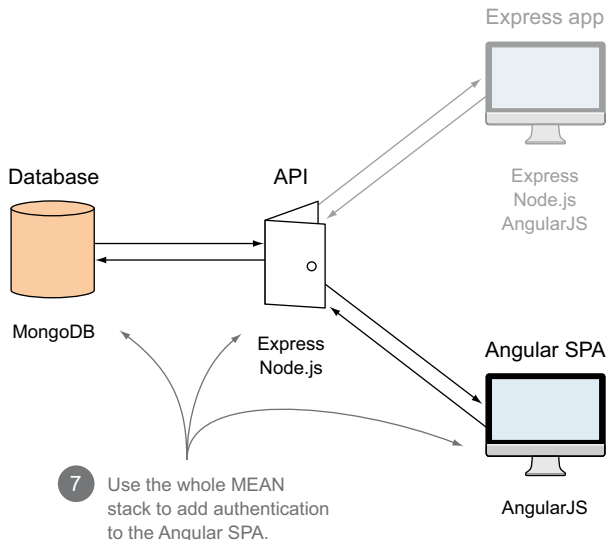 Express app
Express
Node.js
AngularJS
Database
API
MongoDB
Express
Node.js
Angular SPA
AngularJS
7
Use the whole MEAN
stack to add authentication
to the Angular SPA.